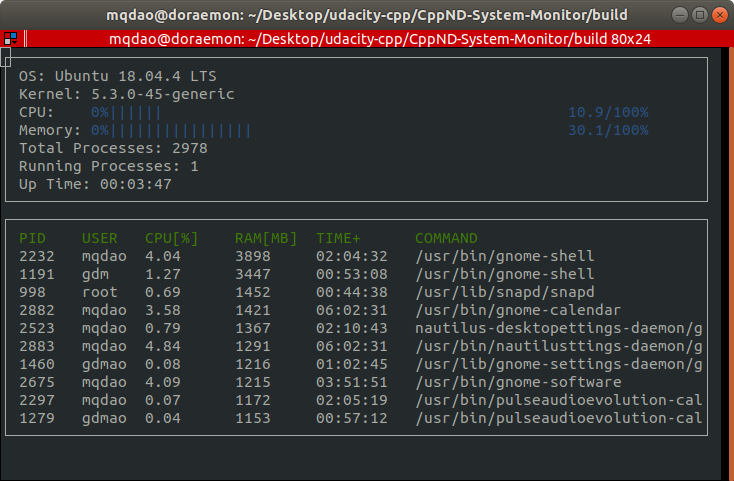 mqdao@doraemon: ~/Desktop/udacity-cpp/CppND-System-Monitor/build
mqdao@doraemon: ~/Desktop/udacity-cpp/CppND-System-Monitor/build 80x24
OS: Ubuntu 18.04.4 LTS
Kernel: 5.3.0-45-generic
CPU: 0%|||||| 10.9/100%
Memory: 0%|||||||||||||||| 30.1/100%
Total Processes: 2978
Running Processes: 1
Up Time: 00:03:47
PID USER CPU[%] RAM[MB] TIME+ COMMAND
2232 mqdao 4.04 3898 02:04:32 /usr/bin/gnome-shell
1191 gdm 1.27 3447 00:53:08 /usr/bin/gnome-shell
998 root 0.69 1452 00:44:38 /usr/lib/snapd/snapd
2882 mqdao 3.58 1421 06:02:31 /usr/bin/gnome-calendar
2523 mqdao 0.79 1367 02:10:43 nautilus-desktopettings-daemon/g
2883 mqdao 4.84 1291 06:02:31 /usr/bin/nautilusttings-daemon/g
1460 gdmao 0.08 1216 01:02:45 /usr/lib/gnome-settings-daemon/g
2675 mqdao 4.09 1215 03:51:51 /usr/bin/gnome-software
2297 mqdao 0.07 1172 02:05:19 /usr/bin/pulseaudioevolution-cal
1279 gdmao 0.04 1153 00:57:12 /usr/bin/pulseaudioevolution-cal